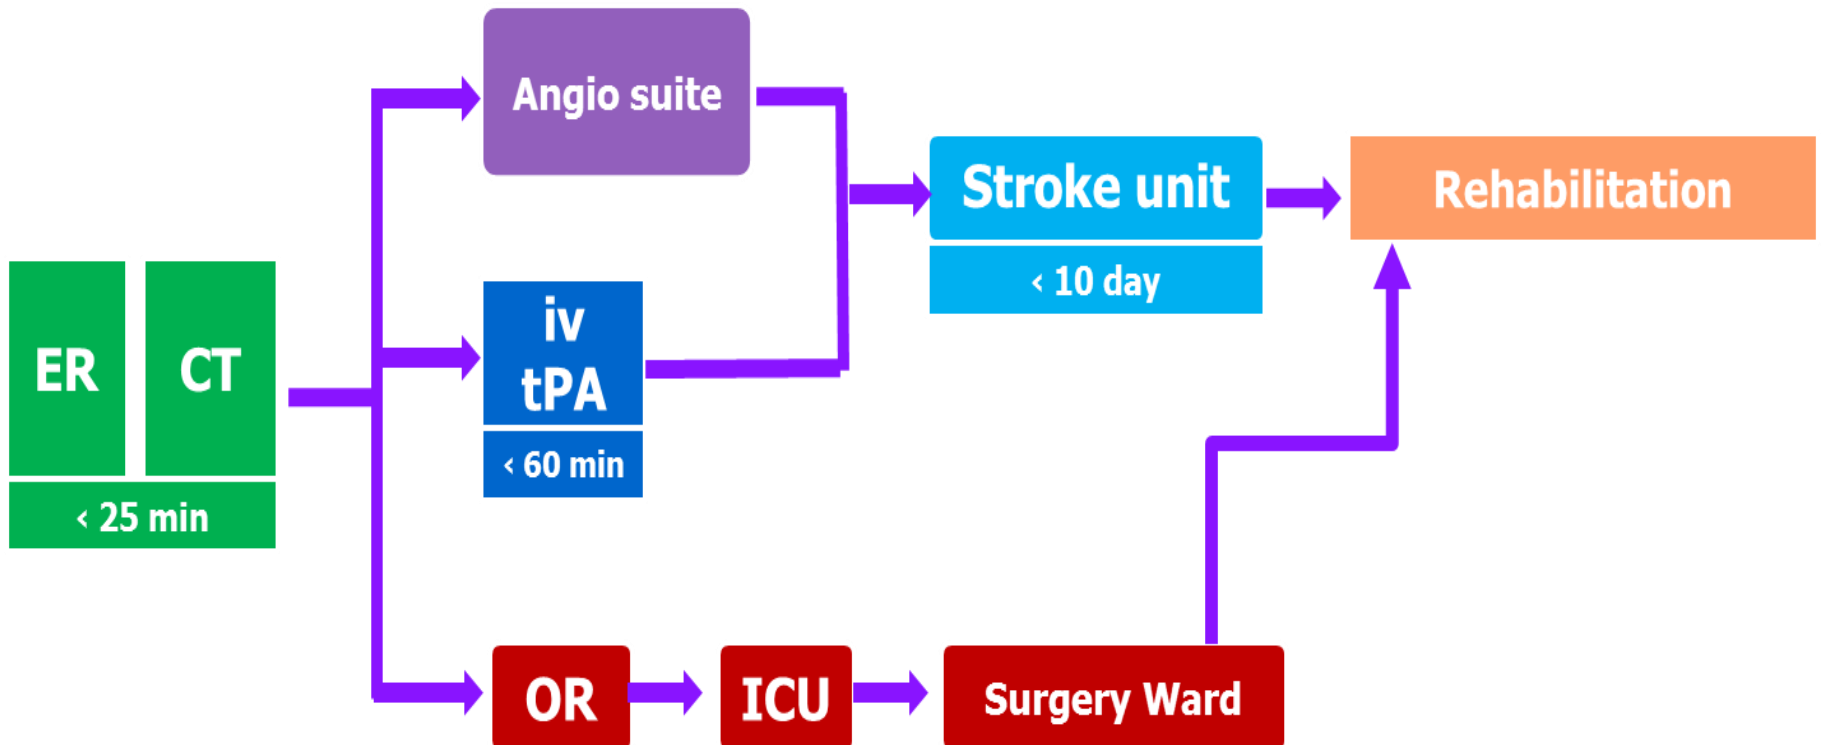 Angio suite
Stroke unit
Rehabilitation
‹ 10 day
ER
CT
iv
tPA
‹ 60 min
‹ 25 min
OR
ICU
Surgery Ward